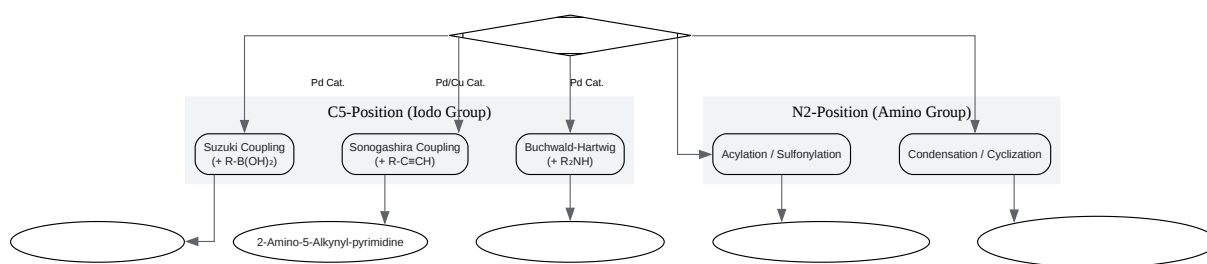 Pd Cat.
Pd/Cu Cat.
Pd Cat.
C5-Position (Iodo Group)
N2-Position (Amino Group)
Suzuki Coupling
(+ R-B(OH)₂)
Sonogashira Coupling
(+ R-C≡CH)
Buchwald-Hartwig
(+ R₂NH)
Acylation / Sulfonylation
Condensation / Cyclization
2-Amino-5-Alkynyl-pyrimidine